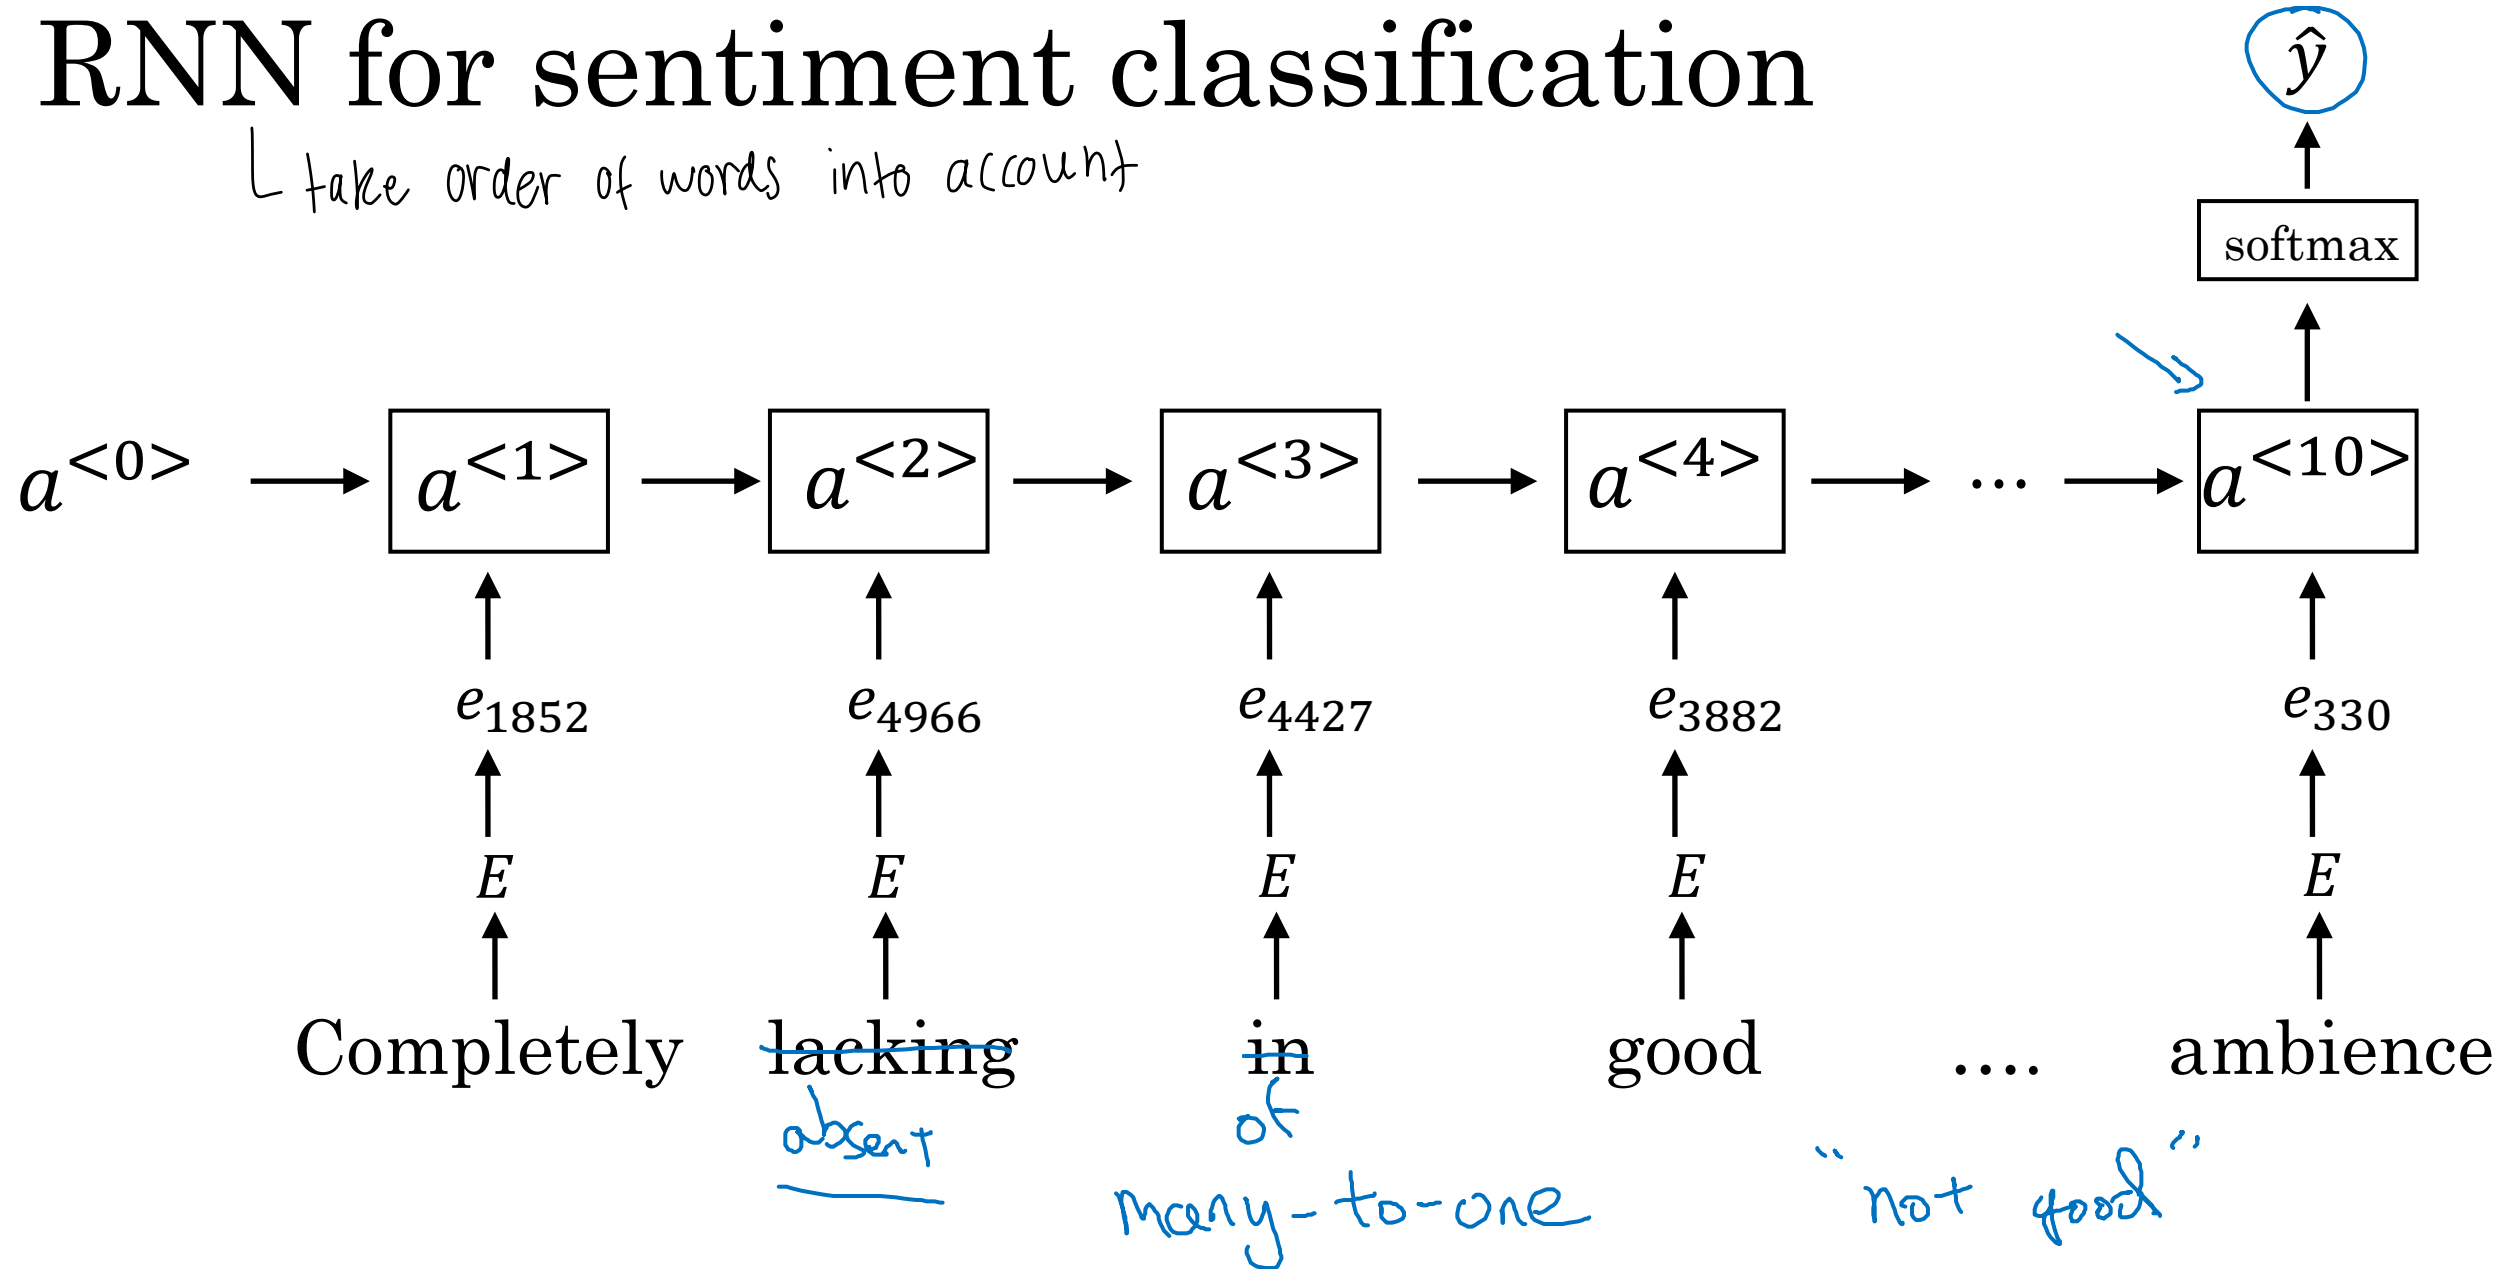 RNN for sentiment classification
ŷ
take order of words into account
softmax
a<0> a<1> a<2> a<3> a<4> ... a<10>
e1852 e4966 e4427 e3882 e330
E E E E E
Completely lacking in good .... ambience
absent of
many-to-one "not good"